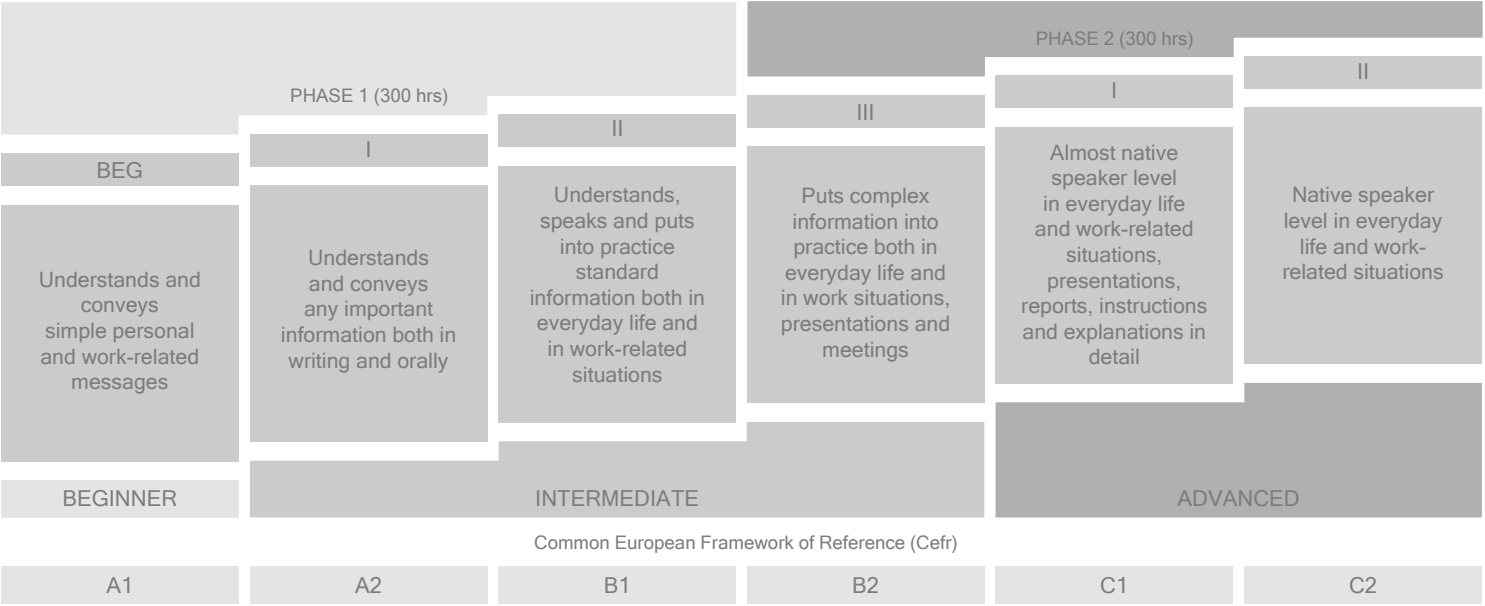 PHASE 1 (300 hrs)
PHASE 2 (300 hrs)
BEG
Understands and
conveys
simple personal
and work-related
messages
I
Understands
and conveys
any important
information both in
writing and orally
II
Understands,
speaks and puts
into practice
standard
information both in
everyday life and
in work-related
situations
III
Puts complex
information into
practice both in
everyday life and
in work situations,
presentations and
meetings
I
Almost native
speaker level
in everyday life
and work-related
situations,
presentations,
reports, instructions
and explanations in
detail
II
Native speaker
level in everyday
life and work-
related situations
BEGINNER
INTERMEDIATE
ADVANCED
Common European Framework of Reference (Cefr)
A1
A2
B1
B2
C1
C2